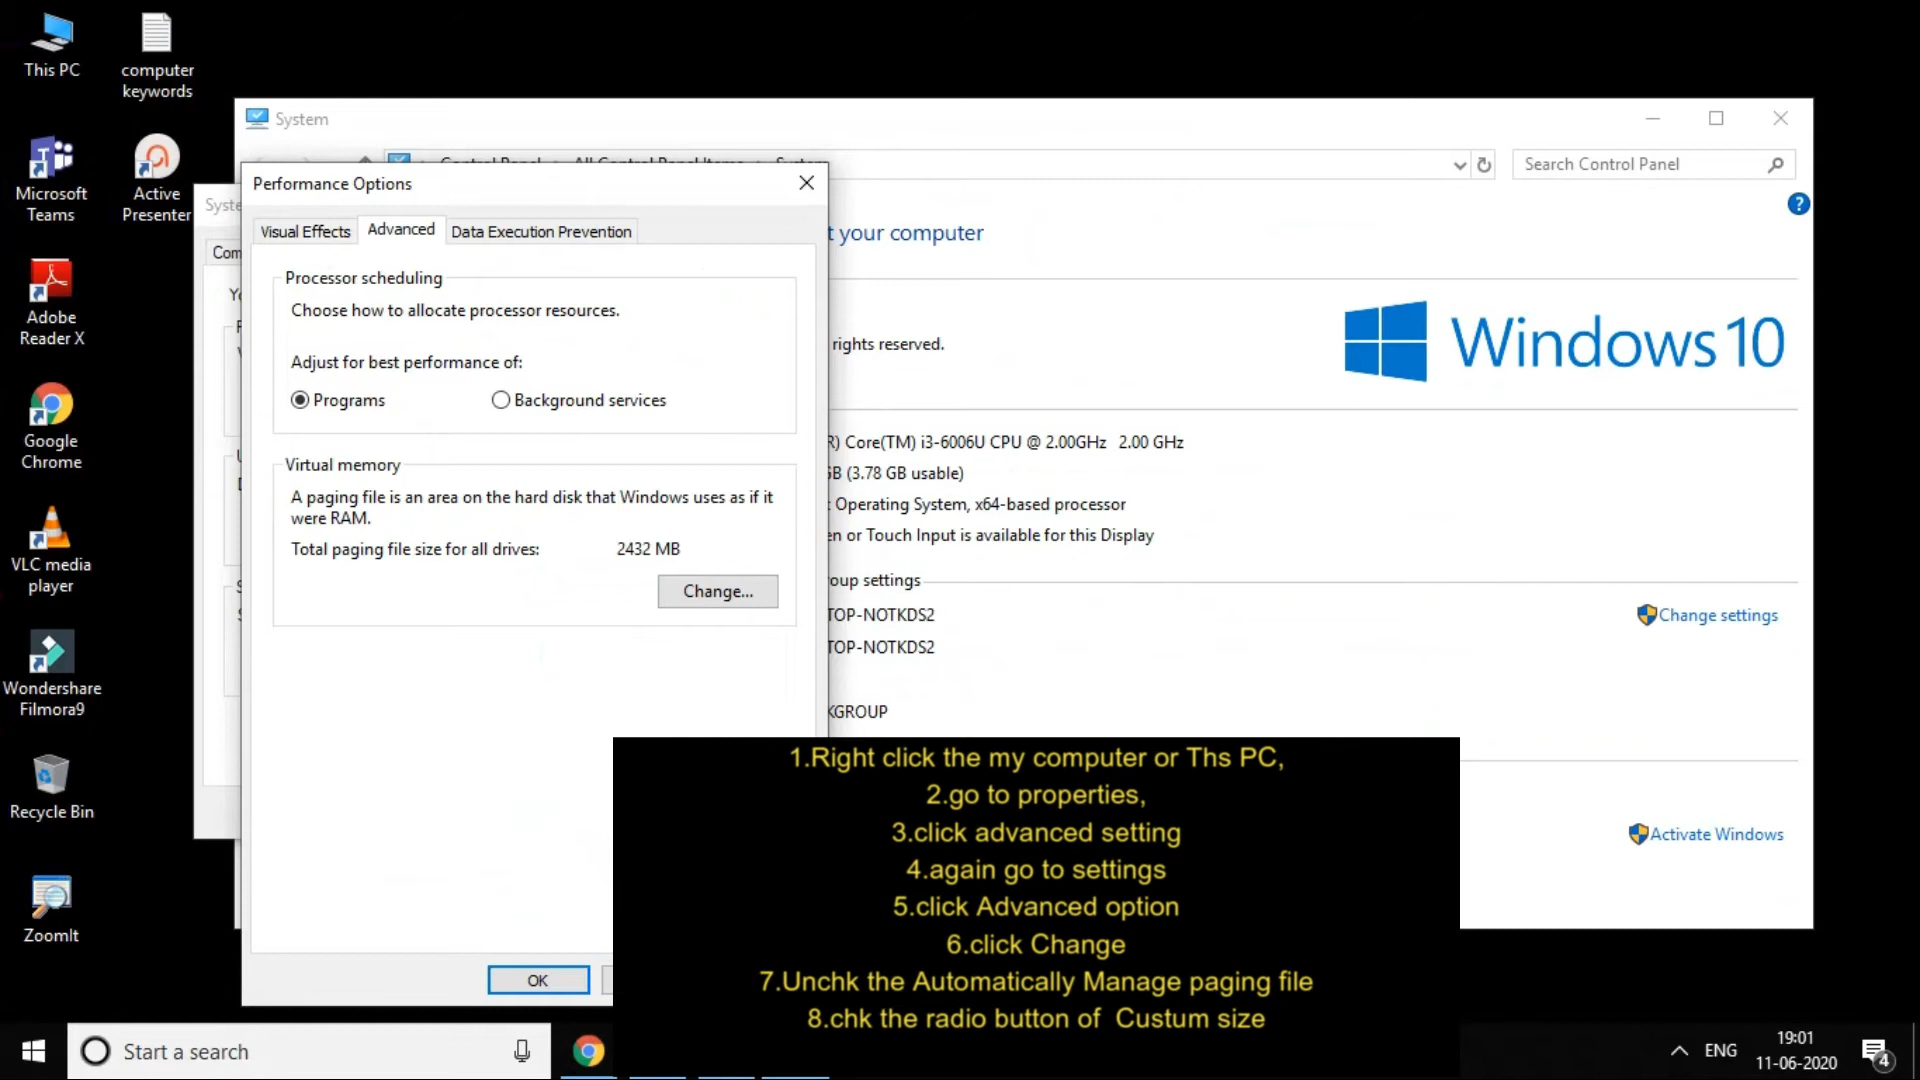 This PC
computer
keywords
Microsoft
Teams
Active
Presenter
Adobe
Reader X
Google
Chrome
VLC media
player
Wondershare
Filmora9
Recycle Bin
ZoomIt
System
Search Control Panel
Syste
Com
Performance Options
Visual Effects
Advanced
Data Execution Prevention
Processor scheduling
Choose how to allocate processor resources.
Adjust for best performance of:
Programs
Background services
Virtual memory
A paging file is an area on the hard disk that Windows uses as if it
were RAM.
Total paging file size for all drives: 2432 MB
Change...
OK
t your computer
rights reserved.
Windows 10
R) Core(TM) i3-6006U CPU @ 2.00GHz 2.00 GHz
GB (3.78 GB usable)
t Operating System, x64-based processor
en or Touch Input is available for this Display
oup settings
TOP-NOTKDS2
Change settings
TOP-NOTKDS2
KGROUP
Activate Windows
1.Right click the my computer or Ths PC,
2.go to properties,
3.click advanced setting
4.again go to settings
5.click Advanced option
6.click Change
7.Unchk the Automatically Manage paging file
8.chk the radio button of Custum size
Start a search
ENG
19:01
11-06-2020
4